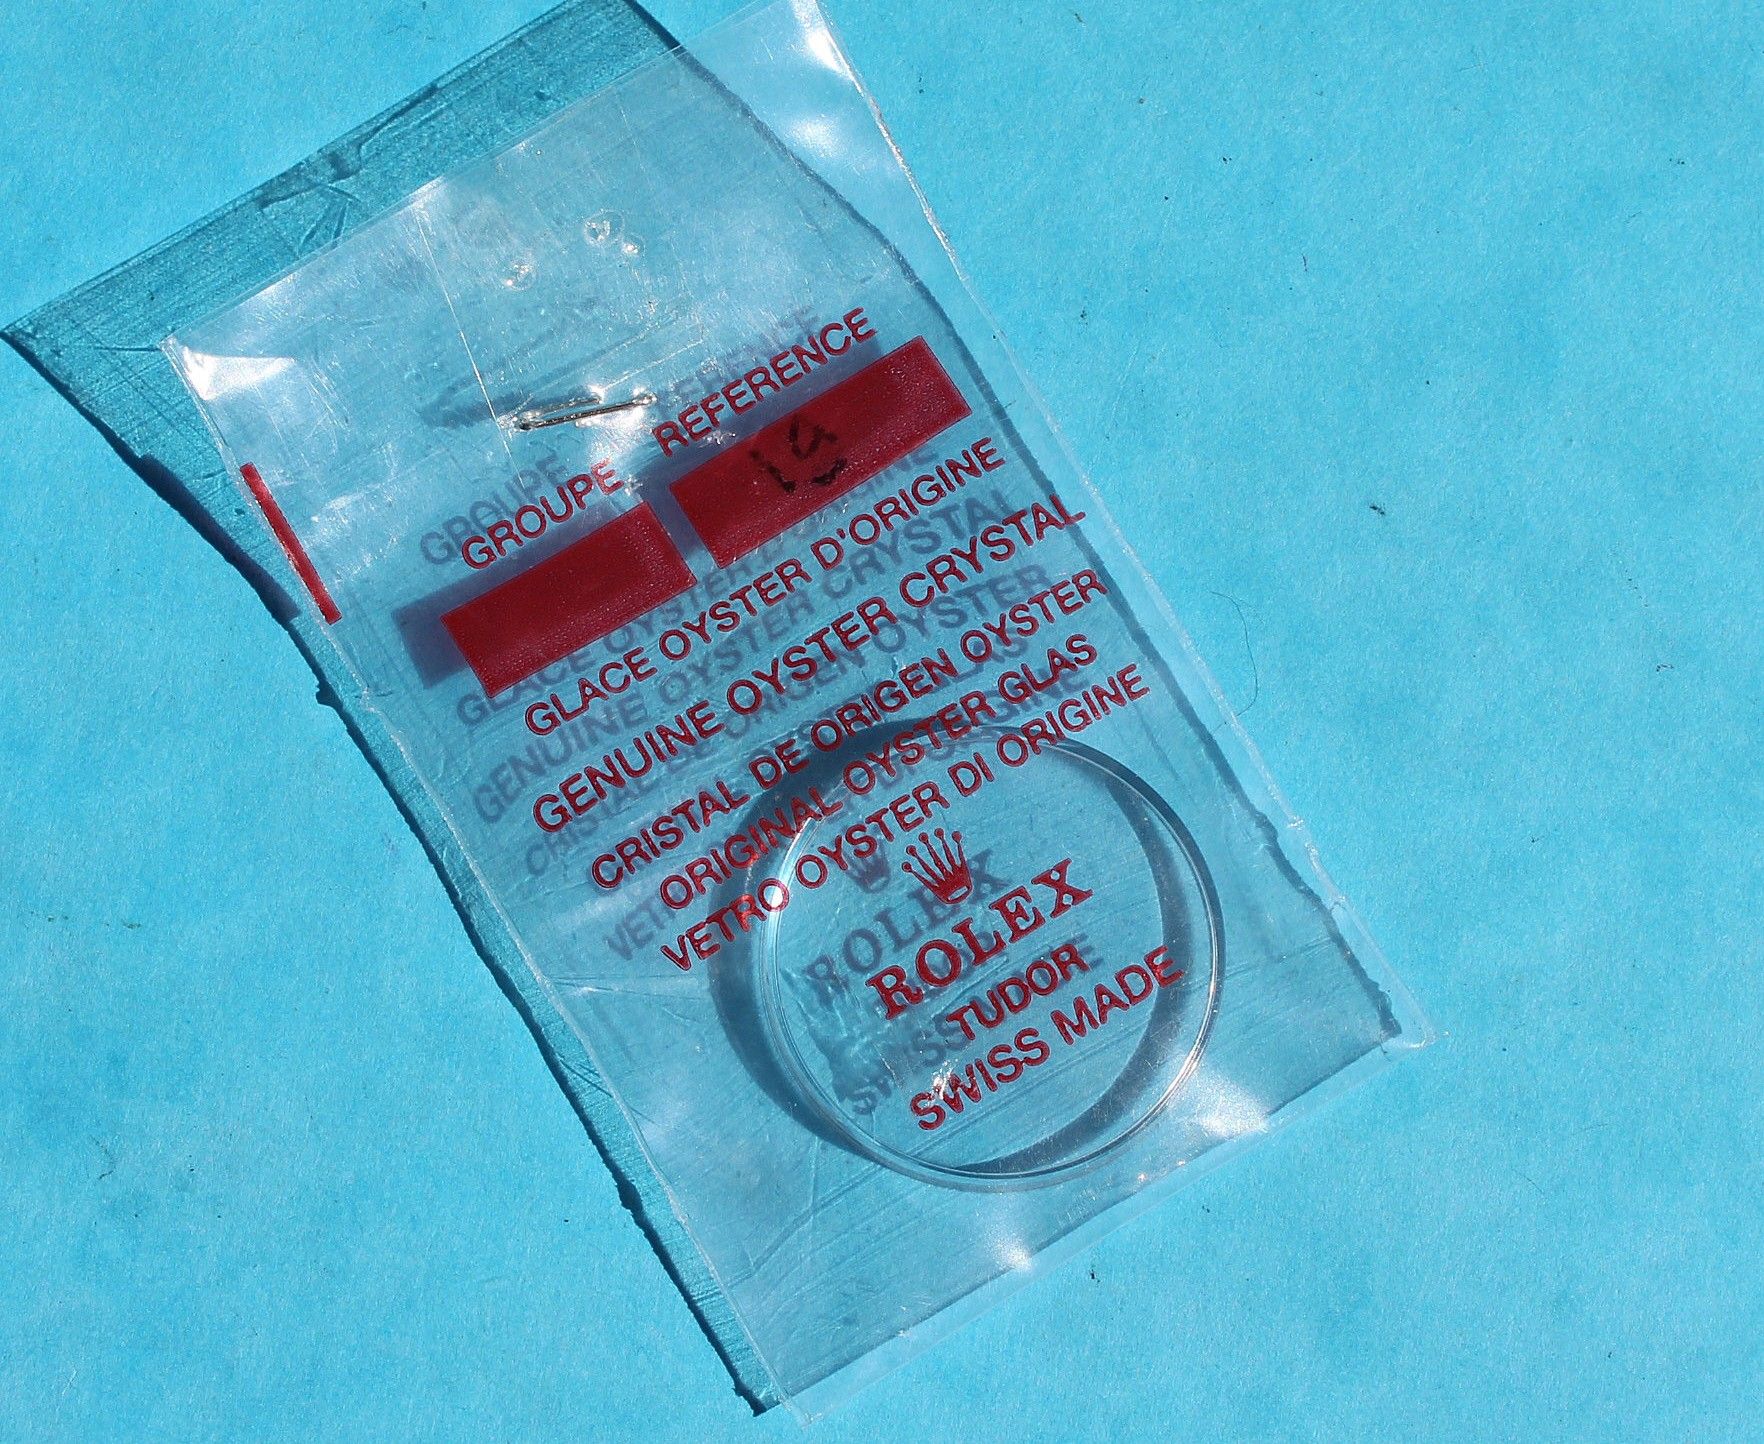 GROUPE REFERENCE
19
GLACE OYSTER D'ORIGINE
GENUINE OYSTER CRYSTAL
CRISTAL DE ORIGEN OYSTER
ORIGINAL OYSTER GLAS
VETRO OYSTER DI ORIGINE
ROLEX
TUDOR
SWISS MADE